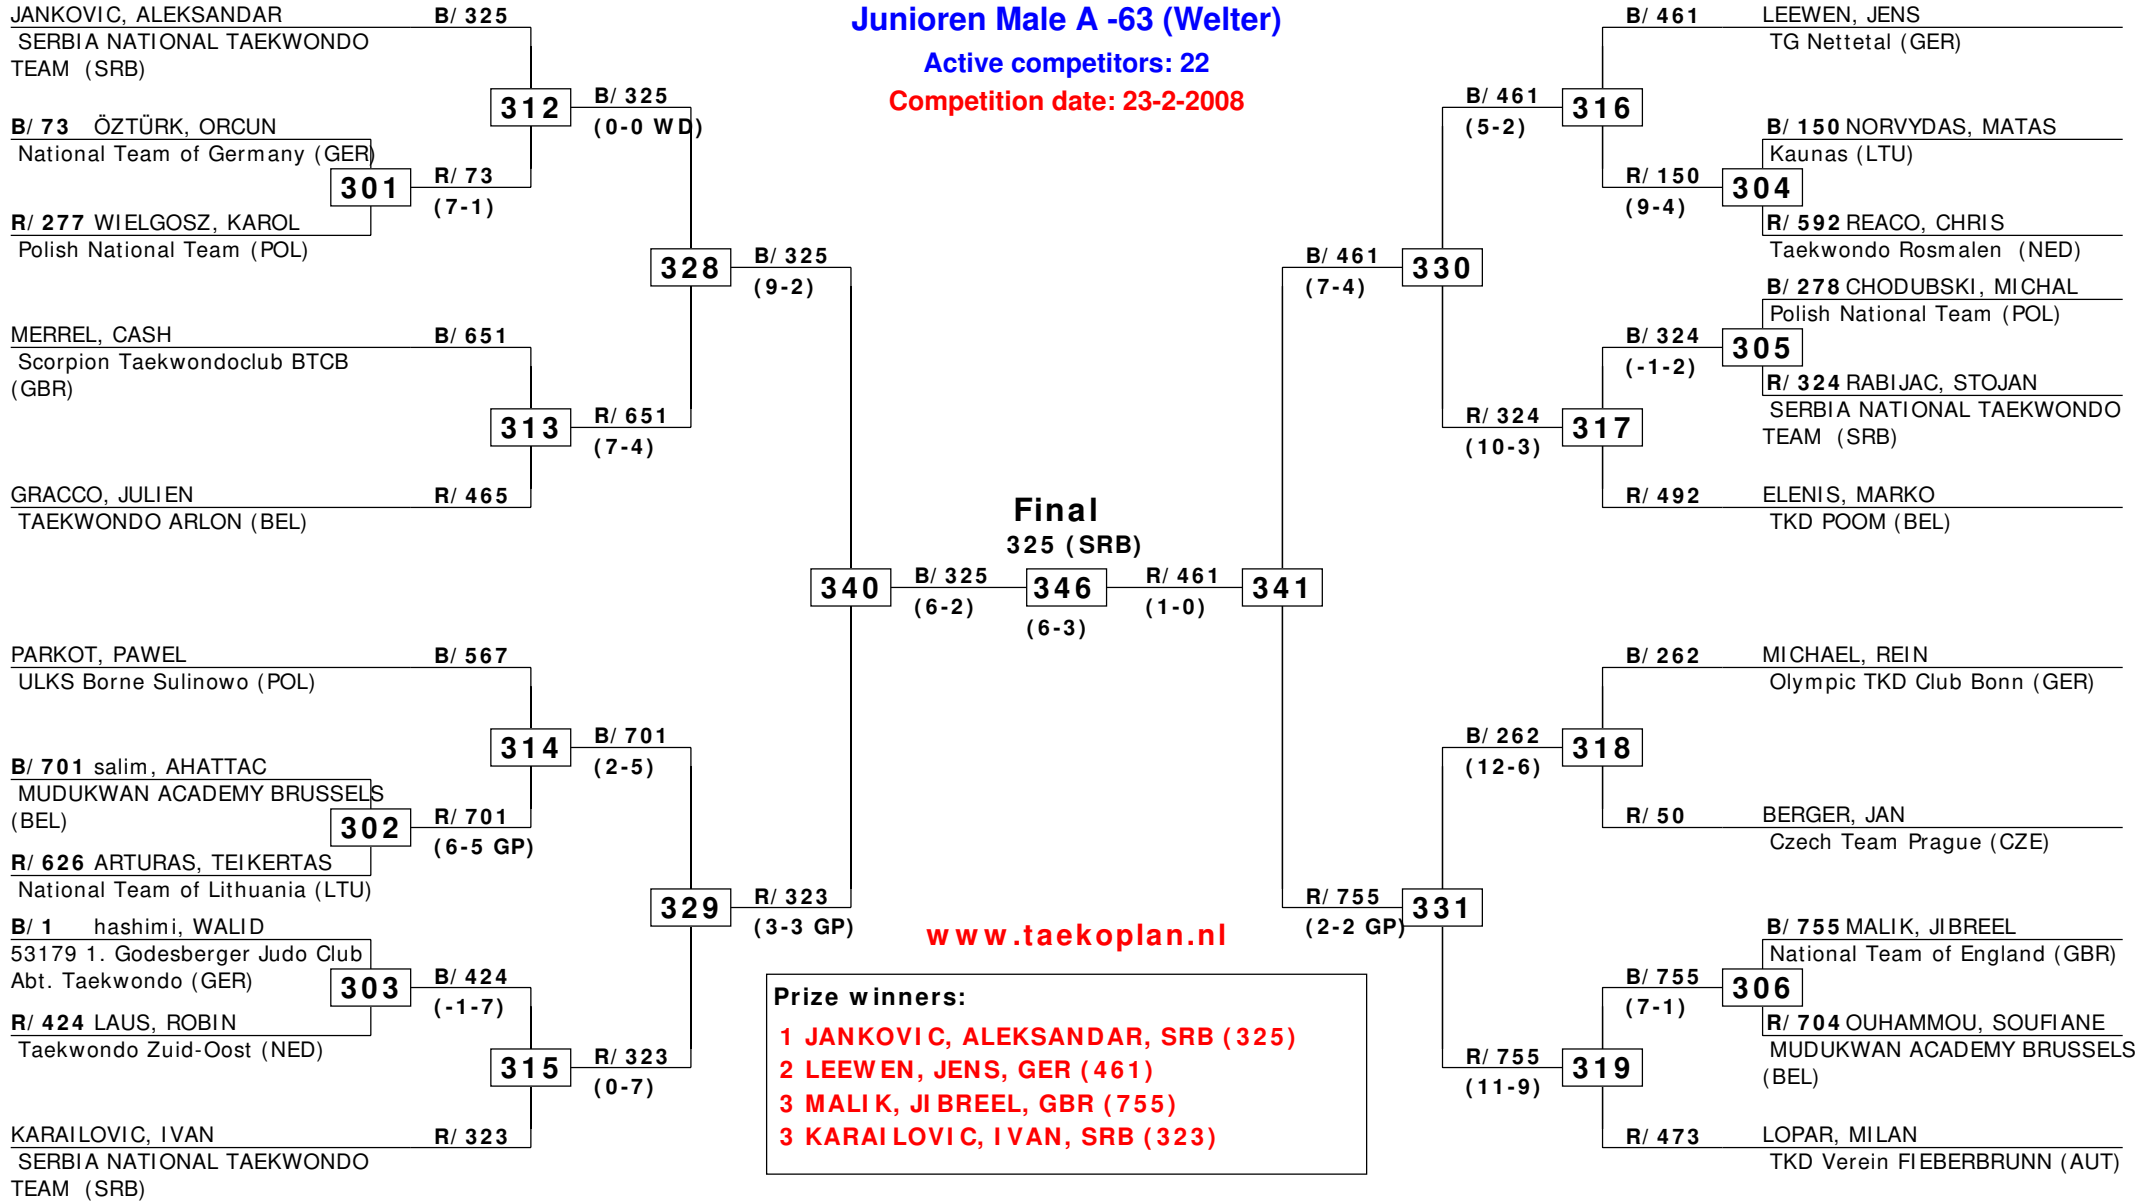 Junioren Male A -63 (Welter)
Active competitors: 22
Competition date: 23-2-2008
JANKOVIC, ALEKSANDAR B/ 325
SERBIA NATIONAL TAEKWONDO
TEAM (SRB)
312
B/ 325
(0-0 WD)
B/ 73 ÖZTÜRK, ORCUN
National Team of Germany (GER)
301
R/ 73
(7-1)
R/ 277 WIELGOSZ, KAROL
Polish National Team (POL)
328
B/ 325
(9-2)
MERREL, CASH B/ 651
Scorpion Taekwondoclub BTCB
(GBR)
313
R/ 651
(7-4)
GRACCO, JULIEN R/ 465
TAEKWONDO ARLON (BEL)
340
B/ 325
(6-2)
PARKOT, PAWEL B/ 567
ULKS Borne Sulinowo (POL)
314
B/ 701
(2-5)
B/ 701 salim, AHATTAC
MUDUKWAN ACADEMY BRUSSELS
(BEL)
302
R/ 701
(6-5 GP)
R/ 626 ARTURAS, TEIKERTAS
National Team of Lithuania (LTU)
329
R/ 323
(3-3 GP)
B/ 1 hashimi, WALID
53179 1. Godesberger Judo Club
Abt. Taekwondo (GER)
303
B/ 424
(-1-7)
R/ 424 LAUS, ROBIN
Taekwondo Zuid-Oost (NED)
315
R/ 323
(0-7)
KARAILOVIC, IVAN R/ 323
SERBIA NATIONAL TAEKWONDO
TEAM (SRB)
Final
325 (SRB)
346
(6-3)
R/ 461
(1-0)
341
B/ 461 LEEWEN, JENS
TG Nettetal (GER)
B/ 461
(5-2)
316
B/ 150 NORVYDAS, MATAS
Kaunas (LTU)
R/ 150
(9-4)
304
R/ 592 REACO, CHRIS
Taekwondo Rosmalen (NED)
B/ 461
(7-4)
330
B/ 278 CHODUBSKI, MICHAL
Polish National Team (POL)
B/ 324
(-1-2)
305
R/ 324 RABIJAC, STOJAN
SERBIA NATIONAL TAEKWONDO
TEAM (SRB)
R/ 324
(10-3)
317
R/ 492 ELENIS, MARKO
TKD POOM (BEL)
B/ 262 MICHAEL, REIN
Olympic TKD Club Bonn (GER)
B/ 262
(12-6)
318
R/ 50 BERGER, JAN
Czech Team Prague (CZE)
R/ 755
(2-2 GP)
331
B/ 755 MALIK, JIBREEL
National Team of England (GBR)
B/ 755
(7-1)
306
R/ 704 OUHAMMOU, SOUFIANE
MUDUKWAN ACADEMY BRUSSELS
(BEL)
R/ 755
(11-9)
319
R/ 473 LOPAR, MILAN
TKD Verein FIEBERBRUNN (AUT)
www.taekoplan.nl
Prize winners:
1 JANKOVIC, ALEKSANDAR, SRB (325)
2 LEEWEN, JENS, GER (461)
3 MALIK, JIBREEL, GBR (755)
3 KARAILOVIC, IVAN, SRB (323)